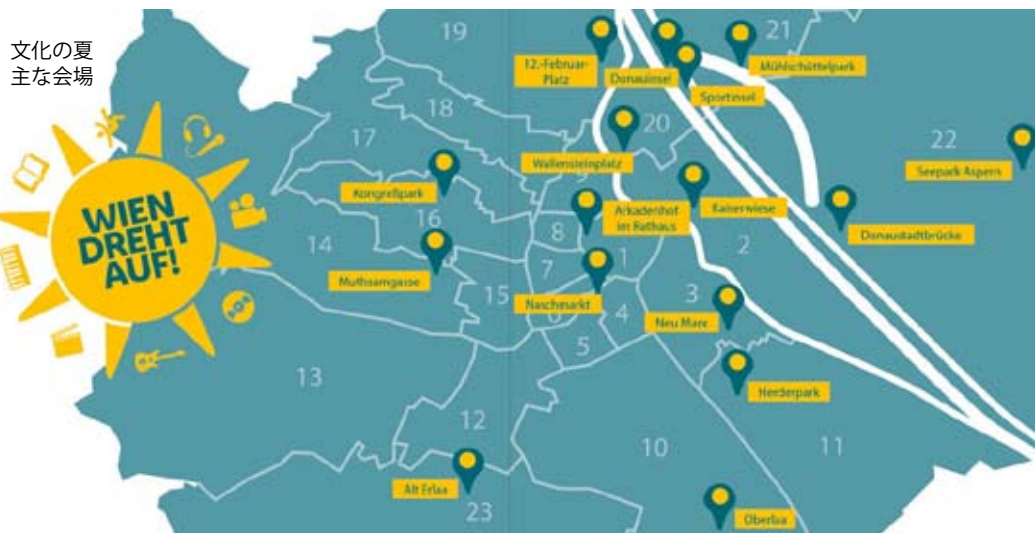 文化の夏
主な会場
WIEN
DREHT
AUF!
19
21
12.-Februar-
Platz
Donauinsel
Mühlschüttelpark
Sportinsel
18
17
20
22
Wallensteinplatz
Seepark Aspern
Kongreßpark
16
Arkadenhof
im Rathaus
Kaiserwiese
Donaustadtbrücke
8
14
1
2
7
Muthsamgasse
15
Naschmarkt
3
6
4
Neu Marx
5
13
Herderpark
12
10
11
Alt Erlaa
23
Oberlaa